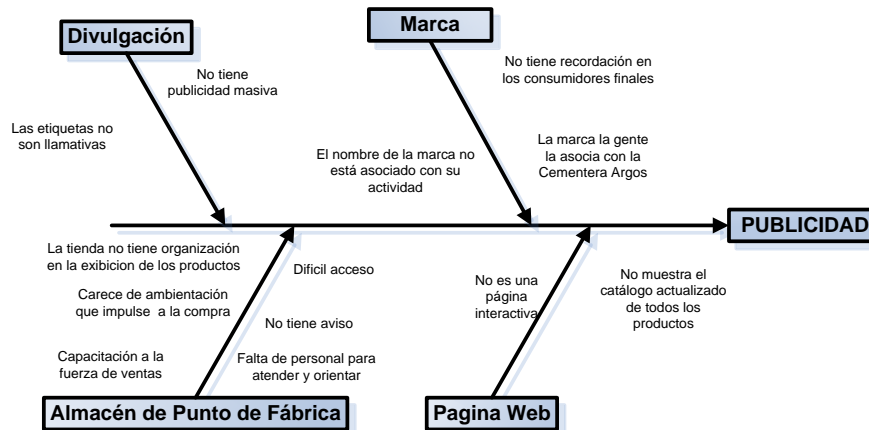 Divulgación
No tiene
publicidad masiva
Las etiquetas no
son llamativas
Marca
No tiene recordación en
los consumidores finales
El nombre de la marca no
está asociado con su
actividad
La marca la gente
la asocia con la
Cementera Argos
PUBLICIDAD
La tienda no tiene organización
en la exibicion de los productos
Carece de ambientación
que impulse a la compra
Capacitación a la
fuerza de ventas
Dificil acceso
No tiene aviso
Falta de personal para
atender y orientar
Almacén de Punto de Fábrica
No es una
página
interactiva
No muestra el
catálogo actualizado
de todos los
productos
Pagina Web